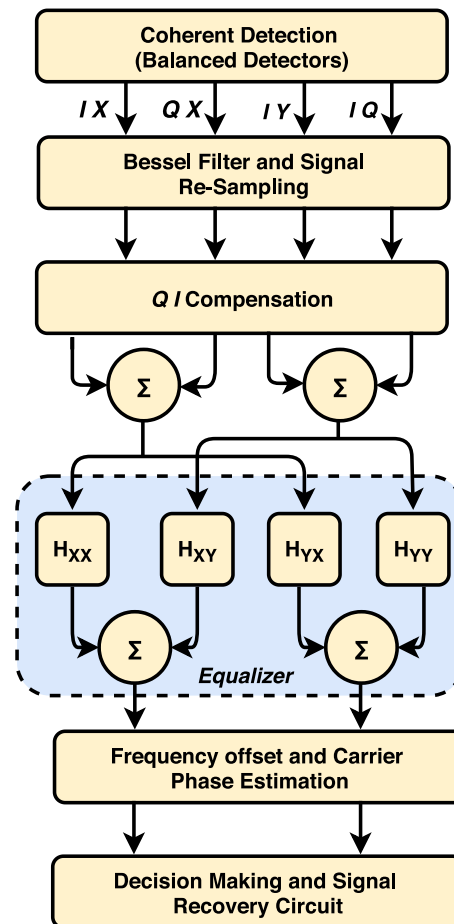 Coherent Detection
(Balanced Detectors)
I X Q X I Y I Q
Bessel Filter and Signal
Re-Sampling
Q I Compensation
Σ Σ
HXX HXY HYX HYY
Σ Σ
Equalizer
Frequency offset and Carrier
Phase Estimation
Decision Making and Signal
Recovery Circuit